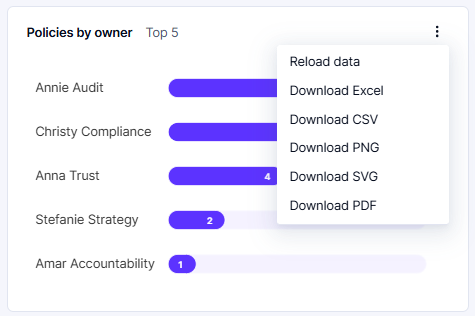 Policies by owner Top 5
Reload data
Download Excel
Download CSV
Download PNG
Download SVG
Download PDF
Annie Audit
Christy Compliance
Anna Trust 4
Stefanie Strategy 2
Amar Accountability 1